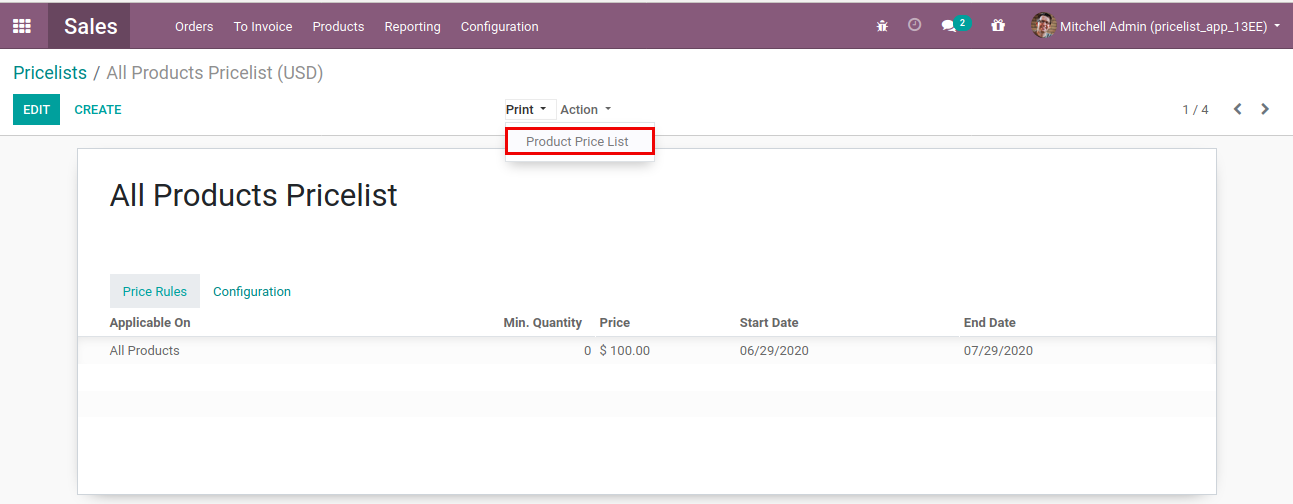 Sales Orders To Invoice Products Reporting Configuration 2 Mitchell Admin (pricelist_app_13EE)
Pricelists / All Products Pricelist (USD)
EDIT CREATE Print Action 1 / 4
Product Price List
All Products Pricelist
Price Rules Configuration
Applicable On Min. Quantity Price Start Date End Date
All Products 0 $ 100.00 06/29/2020 07/29/2020